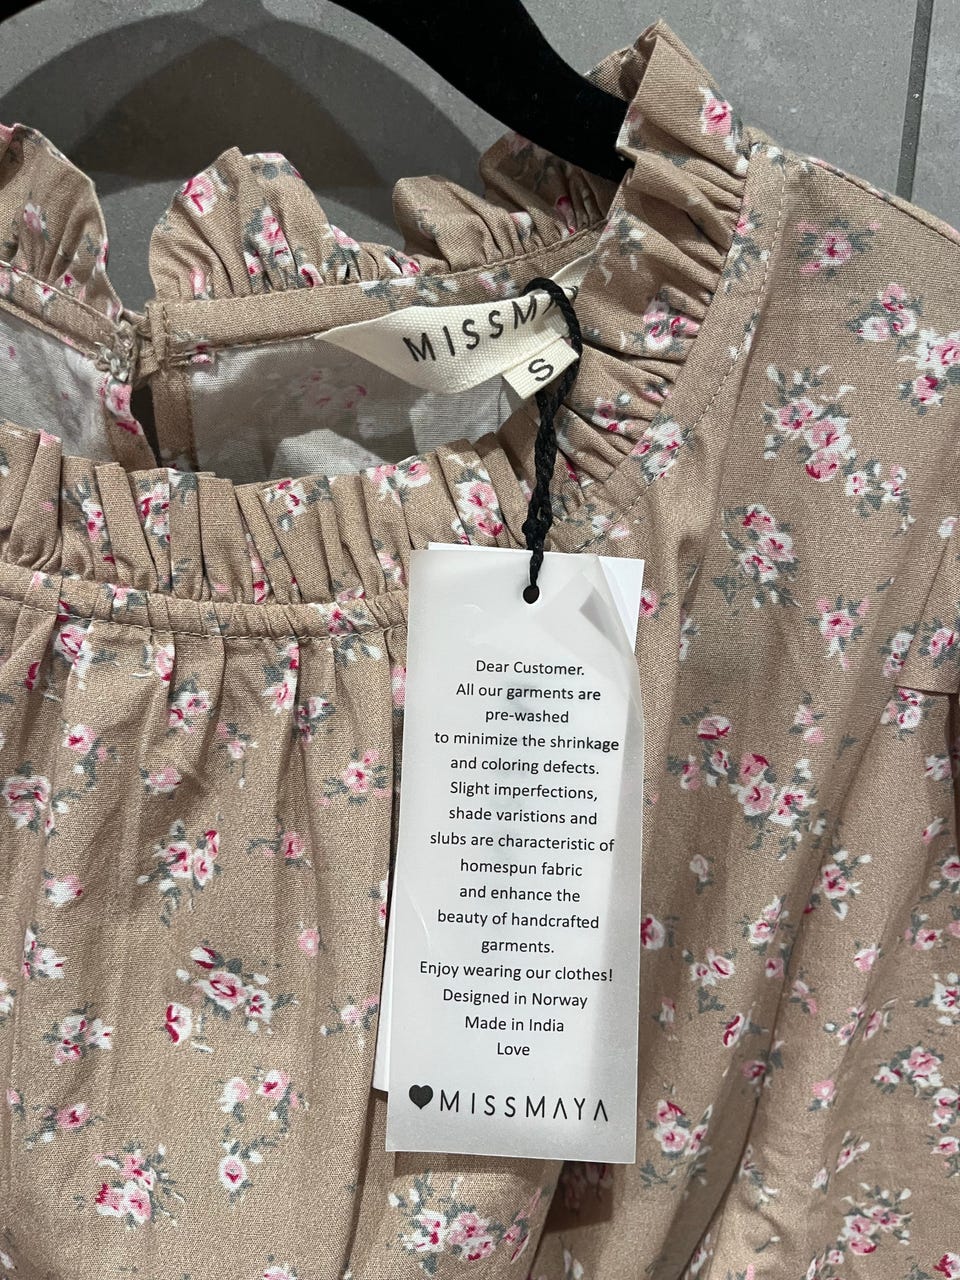 MISSMAYA
S
Dear Customer.
All our garments are
pre-washed
to minimize the shrinkage
and coloring defects.
Slight imperfections,
shade varistions and
slubs are characteristic of
homespun fabric
and enhance the
beauty of handcrafted
garments.
Enjoy wearing our clothes!
Designed in Norway
Made in India
Love
MISSMAYA